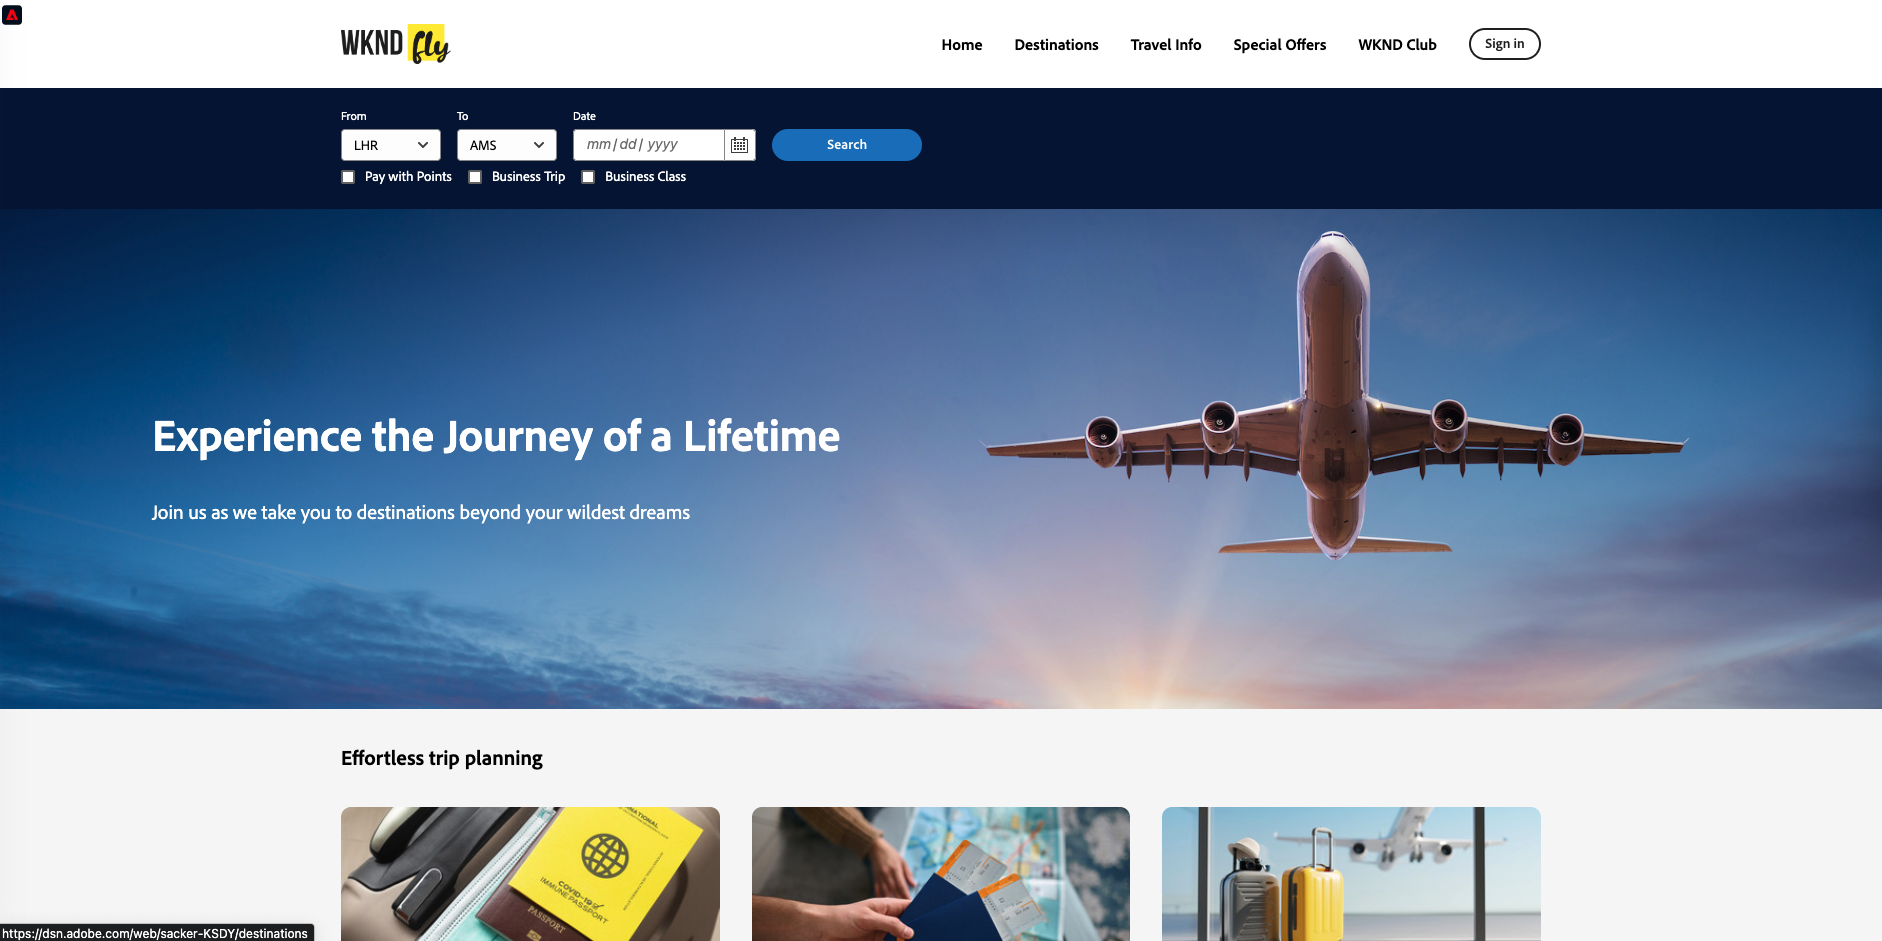 WKND fly
Home Destinations Travel Info Special Offers WKND Club Sign in
From To Date
LHR AMS mm/dd/ yyyy Search
Pay with Points Business Trip Business Class
Experience the Journey of a Lifetime
Join us as we take you to destinations beyond your wildest dreams
Effortless trip planning
COVID-19
IMMUNE PASSPORT
PASSPORT
https://dsn.adobe.com/web/sacker-KSDY/destinations